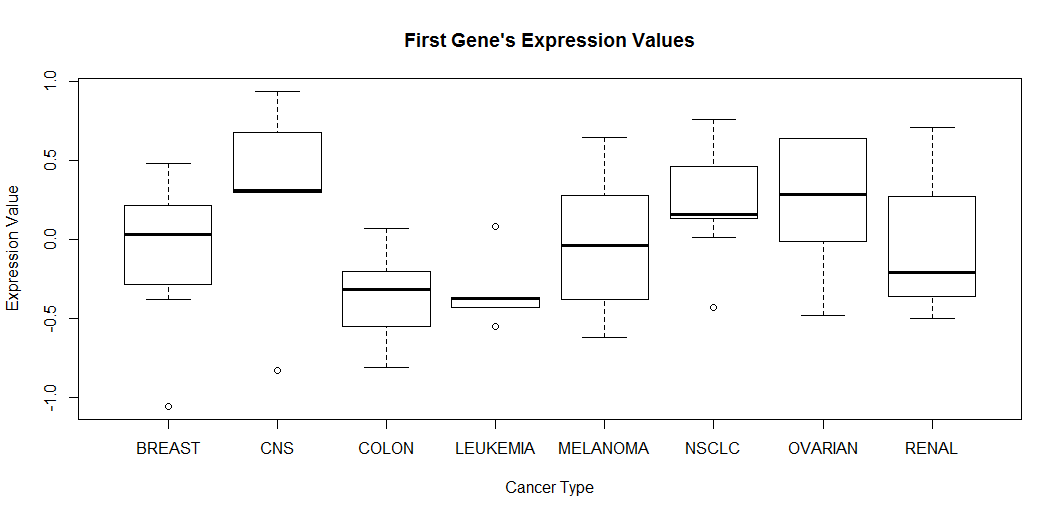 First Gene's Expression Values
Expression Value
1.0
0.5
0.0
-0.5
-1.0
BREAST CNS COLON LEUKEMIA MELANOMA NSCLC OVARIAN RENAL
Cancer Type